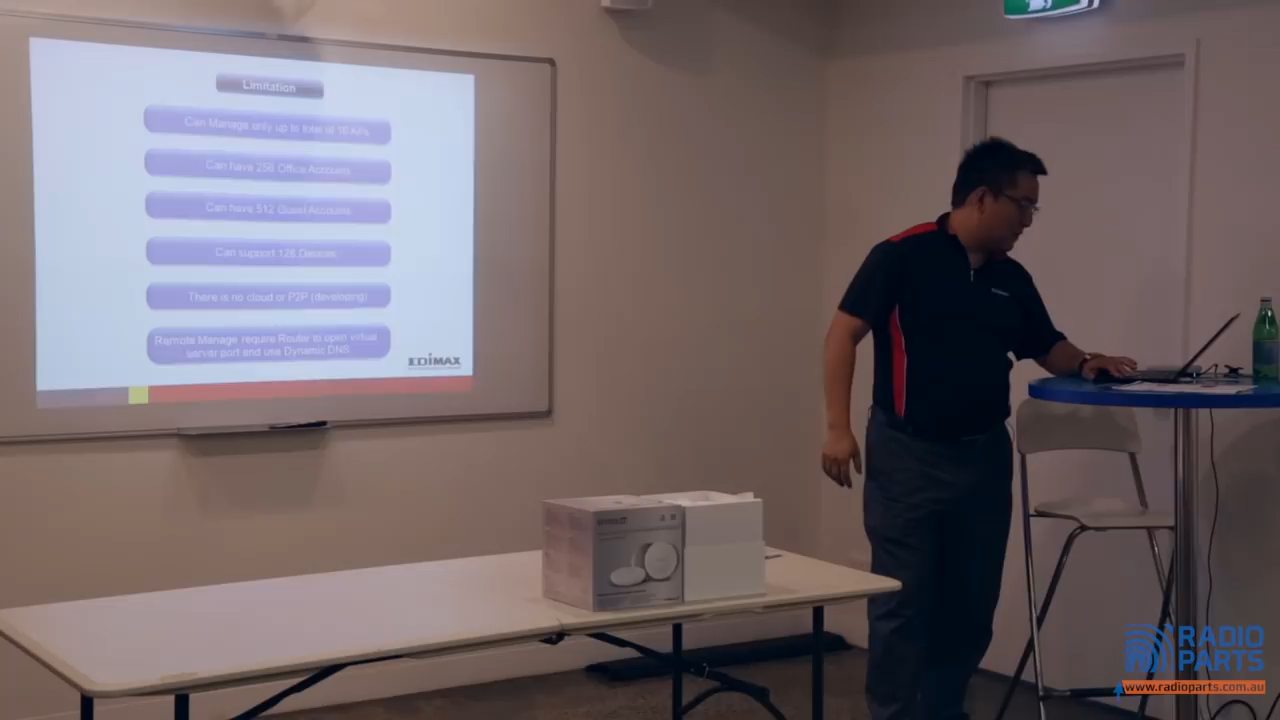 Limitation
Can Manage only up to total of 16 APs
Can have 256 Office Accounts
Can have 512 Guest Accounts
Can support 128 Devices
There is no cloud or P2P (developing)
Remote Manage require Router to open virtual
server port and use Dynamic DNS
EDIMAX
RADIO
PARTS
www.radioparts.com.au